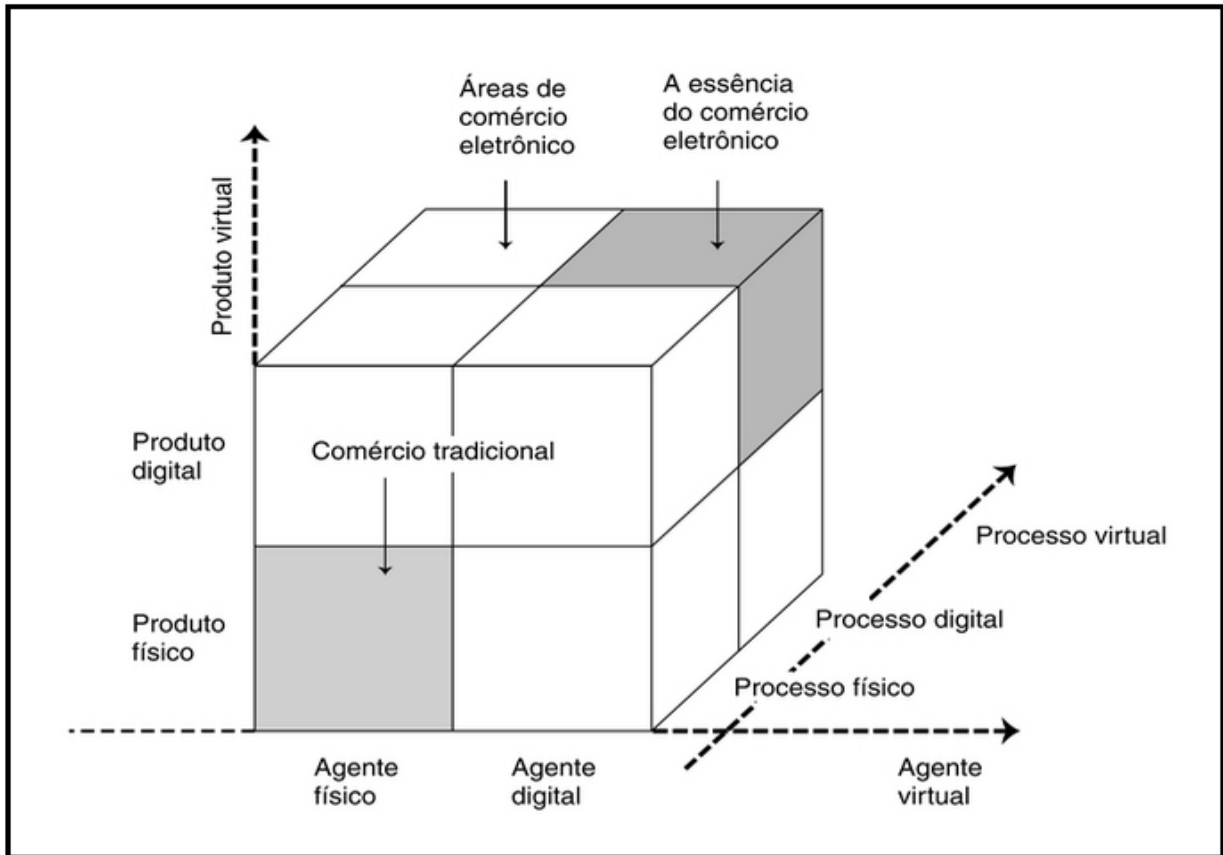 Áreas de
comércio
eletrônico
A essência
do comércio
eletrônico
Produto virtual
Produto
digital
Comércio tradicional
Processo virtual
Produto
físico
Processo digital
Processo físico
Agente
físico
Agente
digital
Agente
virtual